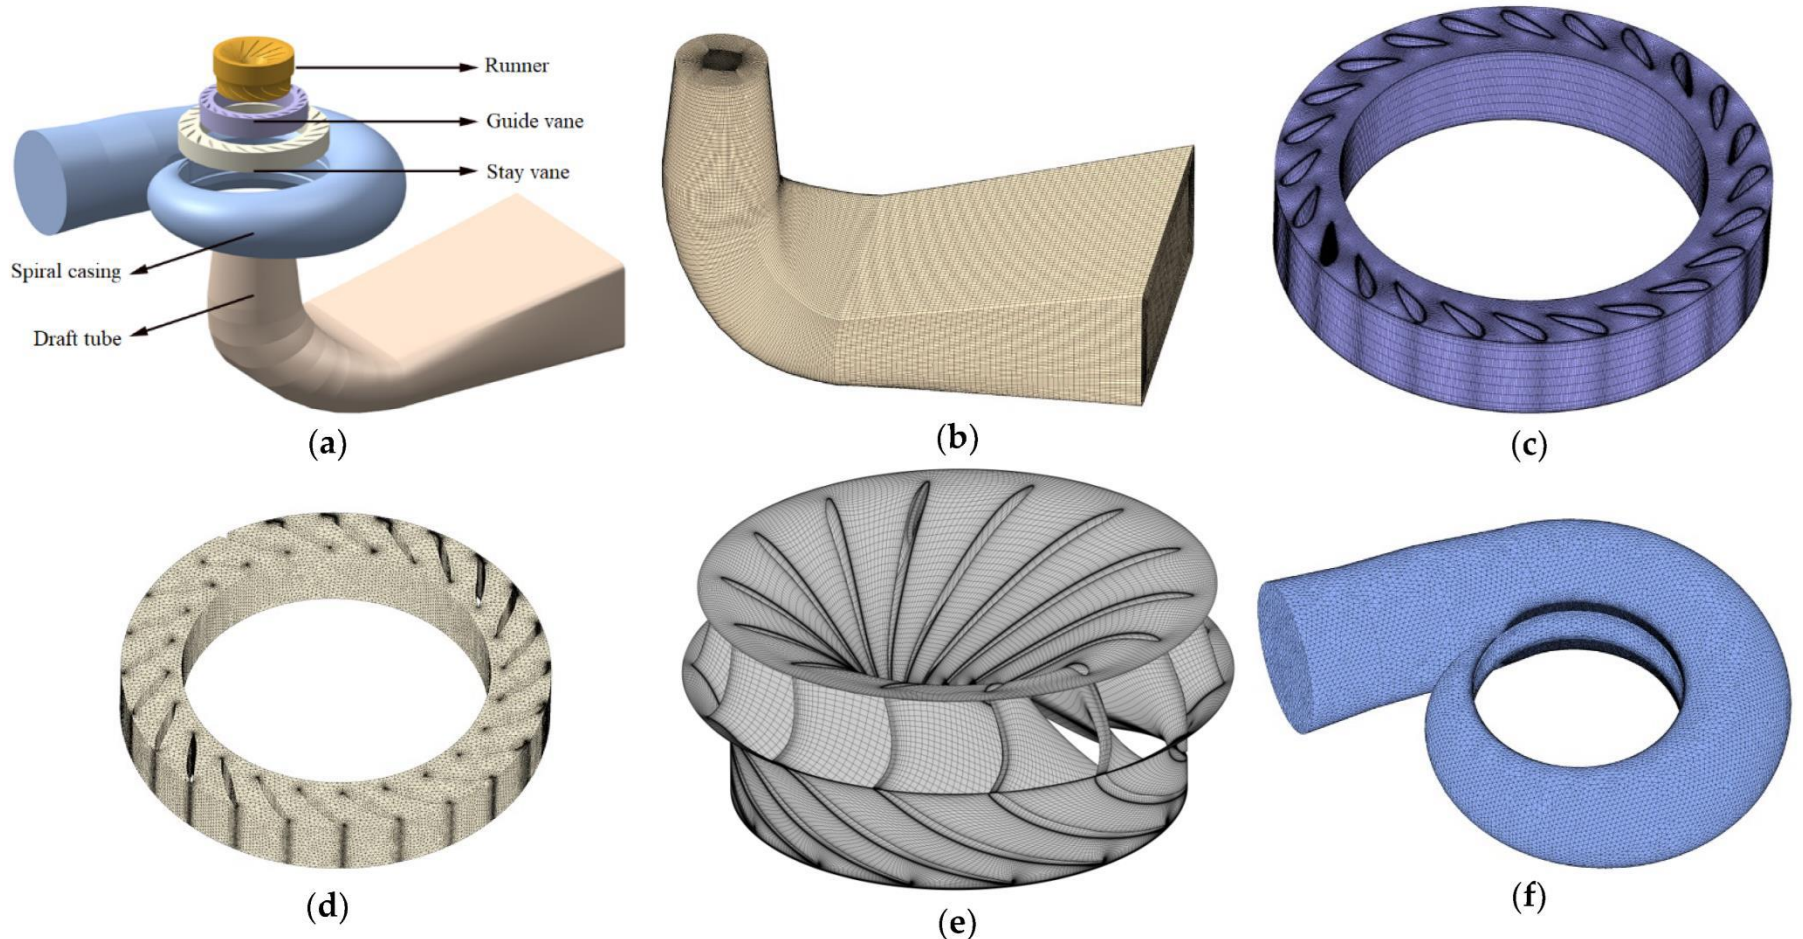 Runner
Guide vane
Stay vane
Spiral casing
Draft tube
(a)
(b)
(c)
(d)
(e)
(f)